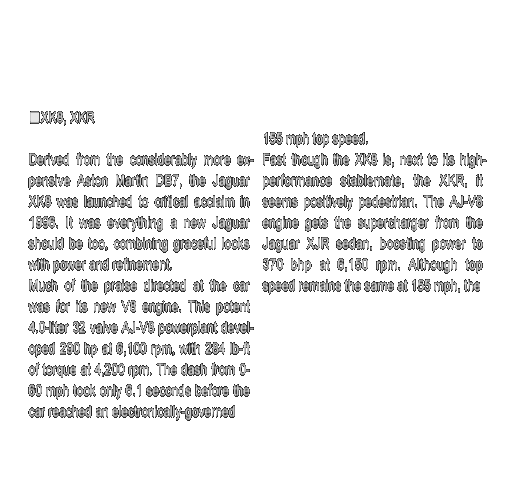 XK8, XKR
Derived from the considerably more ex-
pensive Aston Martin DB7, the Jaguar
XK8 was launched to critical acclaim in
1996. It was everything a new Jaguar
should be too, combining graceful looks
with power and refinement.
Much of the praise directed at the car
was for its new V8 engine. This potent
4.0-liter 32 valve AJ-V8 powerplant devel-
oped 290 hp at 6,100 rpm, with 284 lb-ft
of torque at 4,200 rpm. The dash from 0-
60 mph took only 6.1 seconds before the
car reached an electronically-governed
155 mph top speed.
Fast though the XK8 is, next to its high-
performance stablemate, the XKR, it
seems positively pedestrian. The AJ-V8
engine gets the supercharger from the
Jaguar XJR sedan, boosting power to
370 bhp at 6,150 rpm. Although top
speed remains the same at 155 mph, the